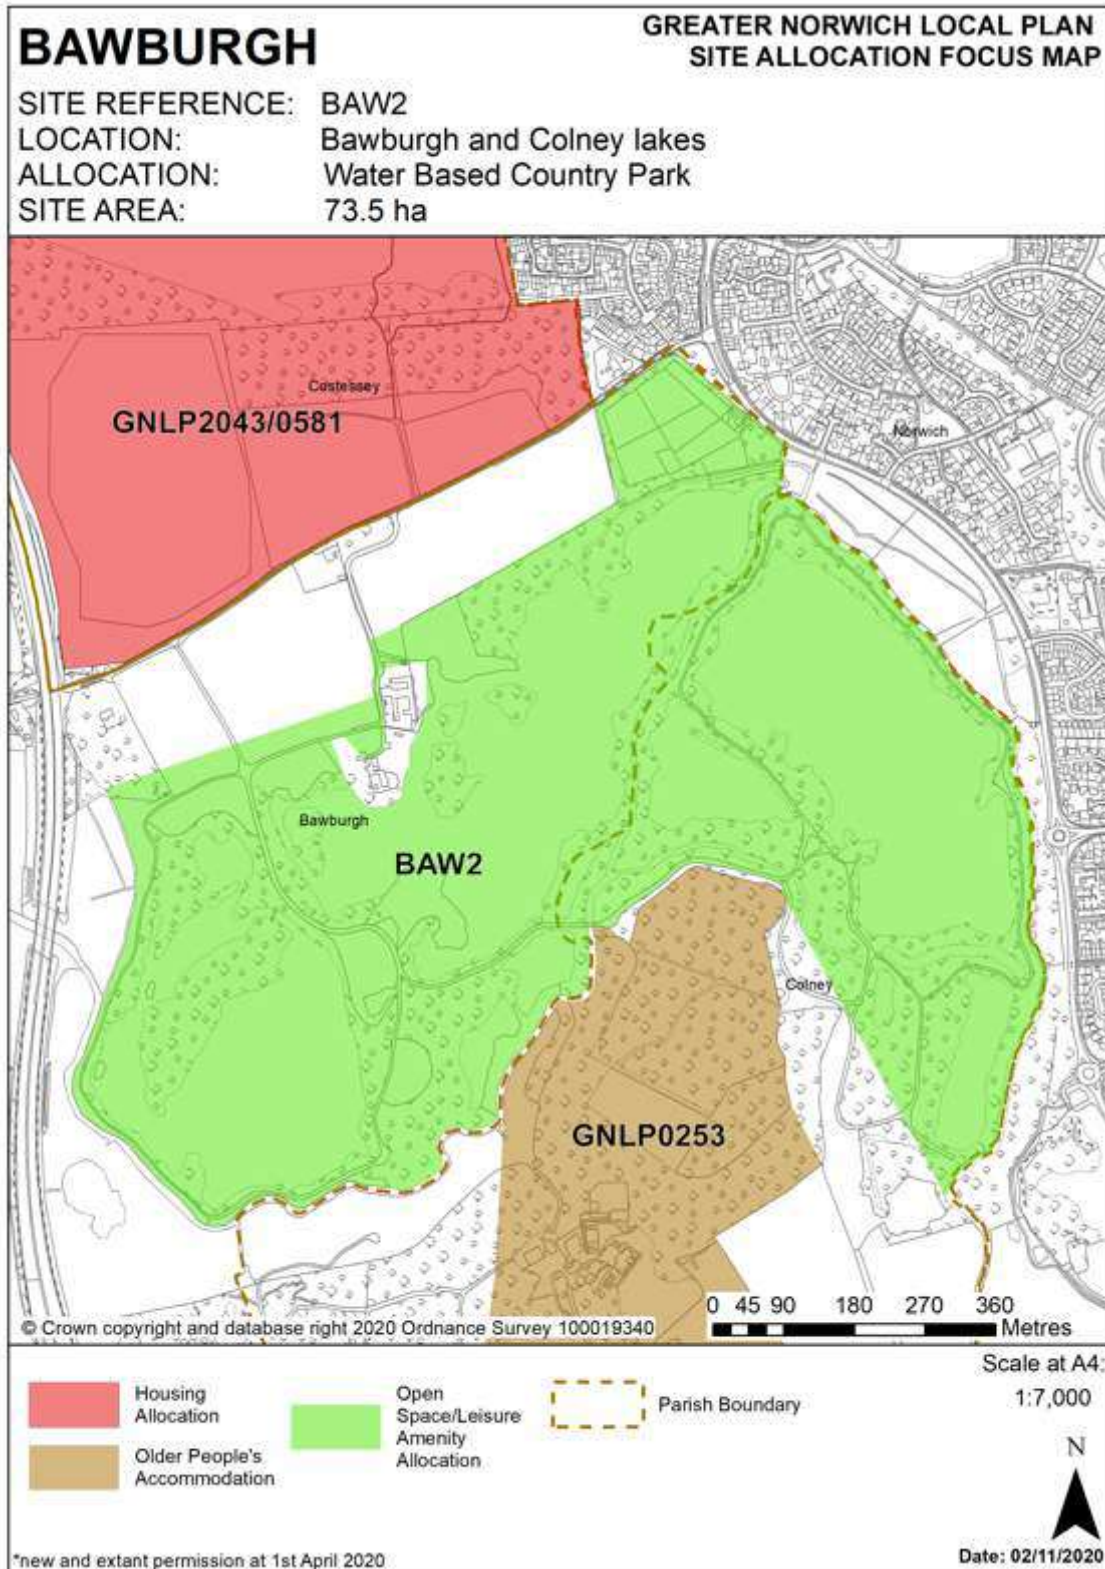 BAWBURGH
GREATER NORWICH LOCAL PLAN
SITE ALLOCATION FOCUS MAP
SITE REFERENCE: BAW2
LOCATION: Bawburgh and Colney lakes
ALLOCATION: Water Based Country Park
SITE AREA: 73.5 ha
Costessey
GNLP2043/0581
Norwich
Bawburgh
BAW2
Colney
GNLP0253
0 45 90 180 270 360
Metres
© Crown copyright and database right 2020 Ordnance Survey 100019340
Housing
Allocation
Older People's
Accommodation
Open
Space/Leisure
Amenity
Allocation
Parish Boundary
Scale at A4:
1:7,000
N
*new and extant permission at 1st April 2020
Date: 02/11/2020